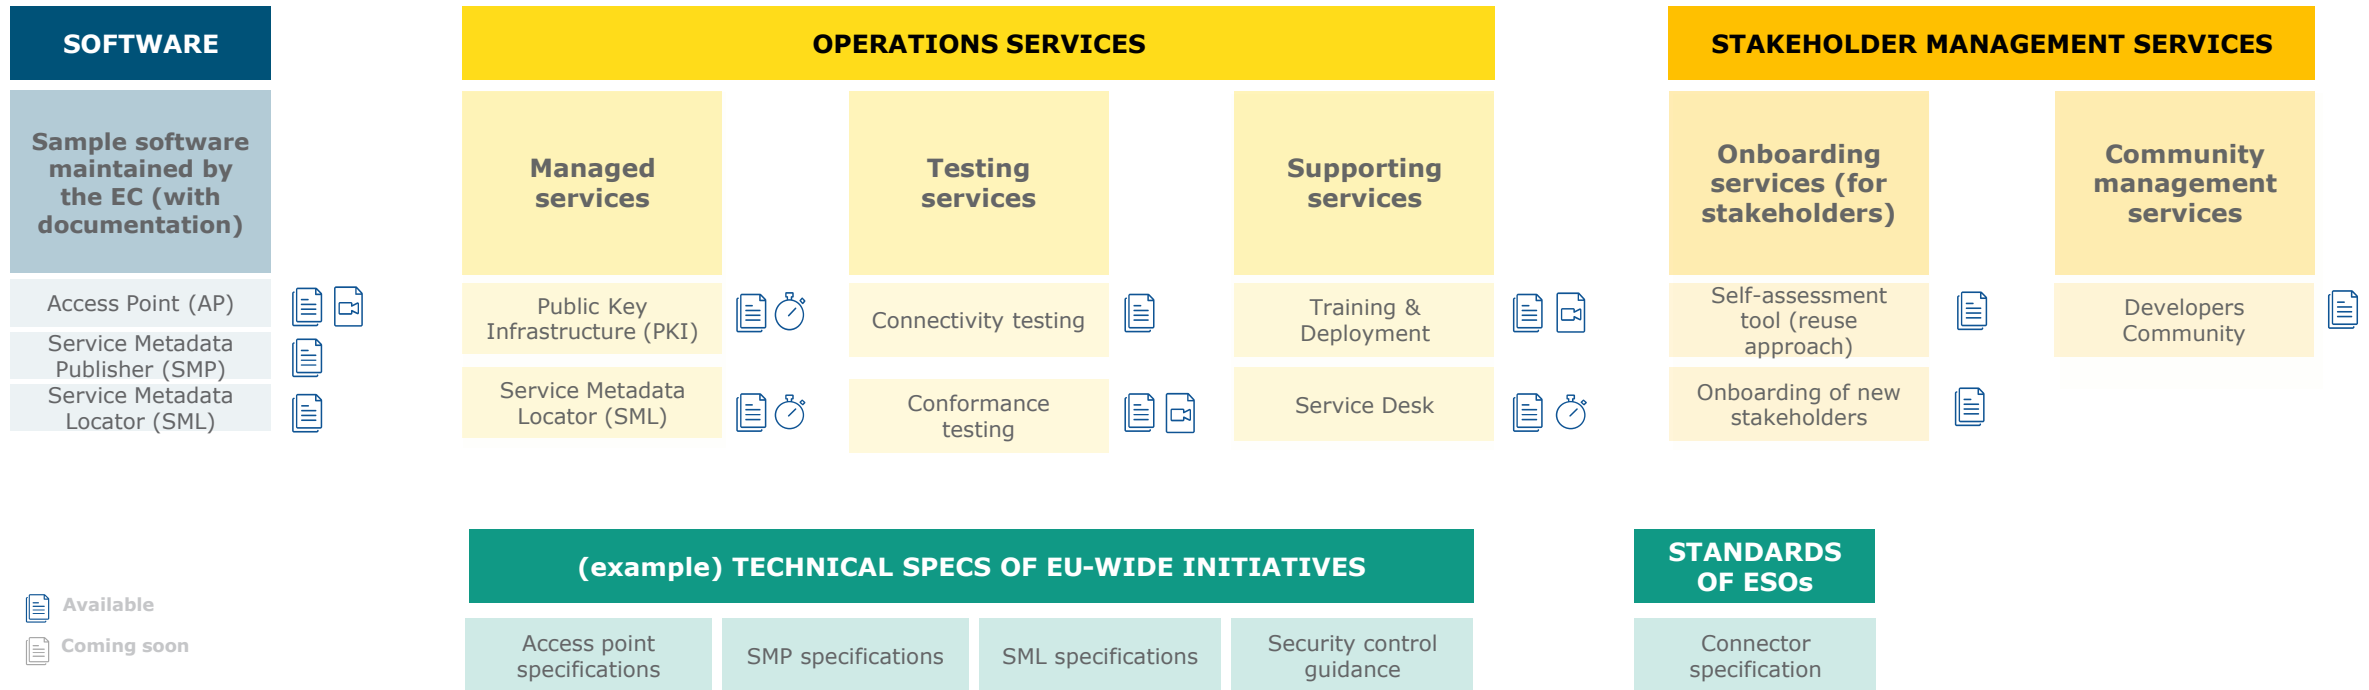 SOFTWARE
OPERATIONS SERVICES
STAKEHOLDER MANAGEMENT SERVICES
Sample software
maintained by
the EC (with
documentation)
Managed
services
Testing
services
Supporting
services
Onboarding
services (for
stakeholders)
Community
management
services
Access Point (AP)
Service Metadata
Publisher (SMP)
Service Metadata
Locator (SML)
Public Key
Infrastructure (PKI)
Service Metadata
Locator (SML)
Connectivity testing
Conformance
testing
Training &
Deployment
Service Desk
Self-assessment
tool (reuse
approach)
Onboarding of new
stakeholders
Developers
Community
(example) TECHNICAL SPECS OF EU-WIDE INITIATIVES
STANDARDS
OF ESOs
Available
Coming soon
Access point
specifications
SMP specifications
SML specifications
Security control
guidance
Connector
specification